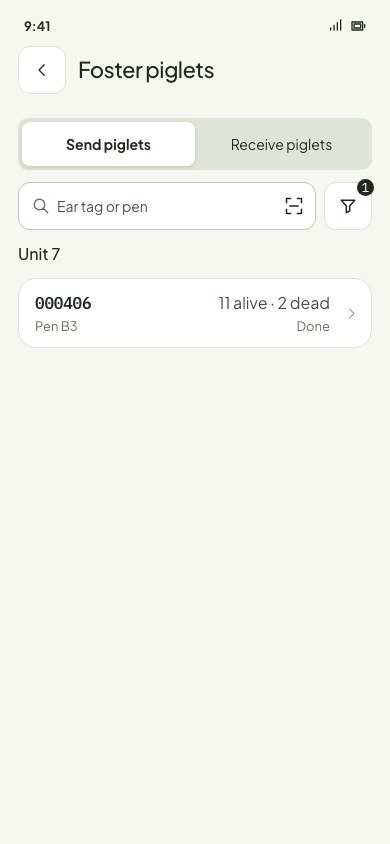 9:41
Foster piglets
Send piglets
Receive piglets
Ear tag or pen
1
Unit 7
000406
11 alive · 2 dead
Pen B3
Done